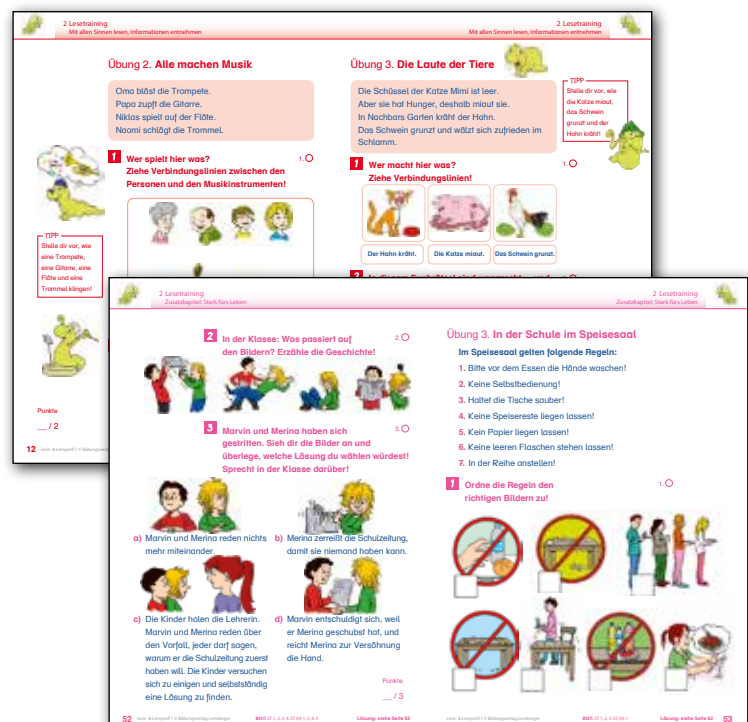 2 Lesetraining
Mit allen Sinnen lesen, Informationen entnehmen
2 Lesetraining
Mit allen Sinnen lesen, Informationen entnehmen
Übung 2. Alle machen Musik
Oma bläst die Trompete.
Papa zupft die Gitarre.
Niklas spielt auf der Flöte.
Naomi schlägt die Trommel.
1 Wer spielt hier was?
Ziehe Verbindungslinien zwischen den
Personen und den Musikinstrumenten!
1.
TIPP
Stelle dir vor, wie
eine Trompete,
eine Gitarre, eine
Flöte und eine
Trommel klingen!
Punkte
__ / 2
12
Übung 3. Die Laute der Tiere
Die Schüssel der Katze Mimi ist leer.
Aber sie hat Hunger, deshalb miaut sie.
In Nachbars Garten kräht der Hahn.
Das Schwein grunzt und wälzt sich zufrieden im
Schlamm.
TIPP
Stelle dir vor, wie
die Katze miaut,
das Schwein
grunzt und der
Hahn kräht!
1 Wer macht hier was?
Ziehe Verbindungslinien!
1.
Der Hahn kräht.
Die Katze miaut.
Das Schwein grunzt.
2 Lesetraining
Zusatzkapitel: Stark fürs Leben
2 Lesetraining
Zusatzkapitel: Stark fürs Leben
2 In der Klasse: Was passiert auf
den Bildern? Erzähle die Geschichte!
2.
3 Marvin und Merina haben sich
gestritten. Sieh dir die Bilder an und
überlege, welche Lösung du wählen würdest!
Sprecht in der Klasse darüber!
3.
a) Marvin und Merina reden nichts
mehr miteinander.
b) Merina zerreißt die Schulzeitung,
damit sie niemand haben kann.
c) Die Kinder holen die Lehrerin.
Marvin und Merina reden über
den Vorfall, jeder darf sagen,
warum er die Schulzeitung zuerst
haben will. Die Kinder versuchen
sich zu einigen und selbstständig
eine Lösung zu finden.
d) Marvin entschuldigt sich, weil
er Merina geschubst hat, und
reicht Merina zur Versöhnung
die Hand.
Punkte
__ / 3
52
Lösung: siehe Seite 62
Übung 3. In der Schule im Speisesaal
Im Speisesaal gelten folgende Regeln:
1. Bitte vor dem Essen die Hände waschen!
2. Keine Selbstbedienung!
3. Haltet die Tische sauber!
4. Keine Speisereste liegen lassen!
5. Kein Papier liegen lassen!
6. Keine leeren Flaschen stehen lassen!
7. In der Reihe anstellen!
1 Ordne die Regeln den
richtigen Bildern zu!
1.
Lösung: siehe Seite 62
53